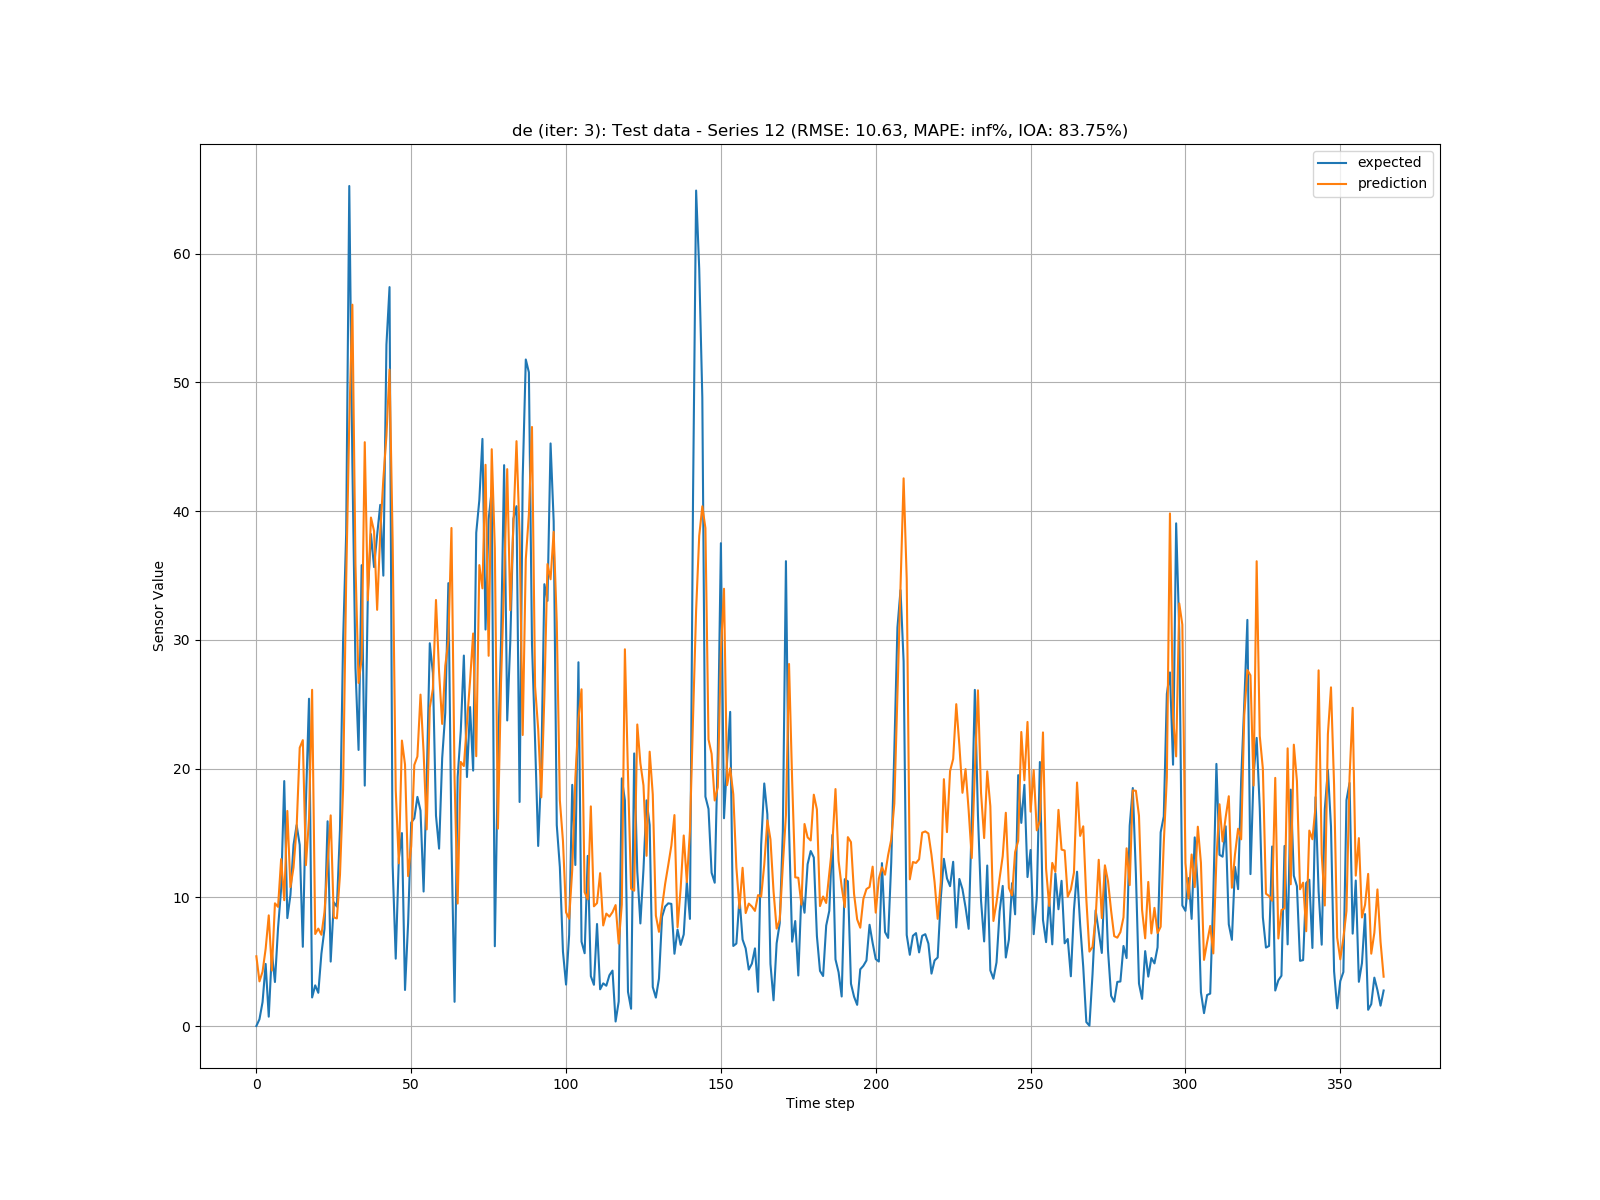 de (iter: 3): Test data - Series 12 (RMSE: 10.63, MAPE: inf%, IOA: 83.75%)
expected
prediction
60
50
40
30
20
10
0
Sensor Value
0 50 100 150 200 250 300 350
Time step